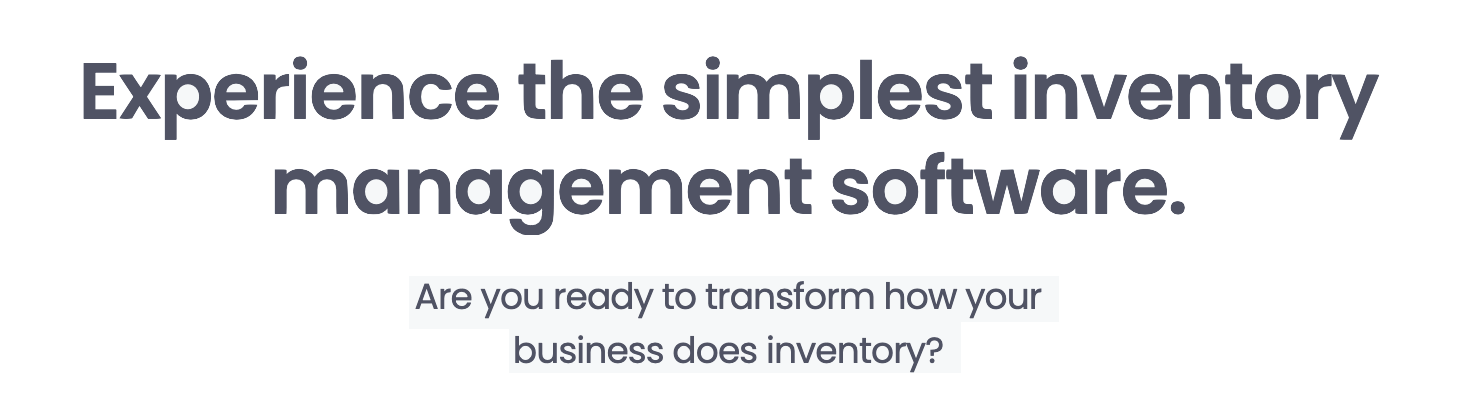 Experience the simplest inventory
management software.
Are you ready to transform how your
business does inventory?